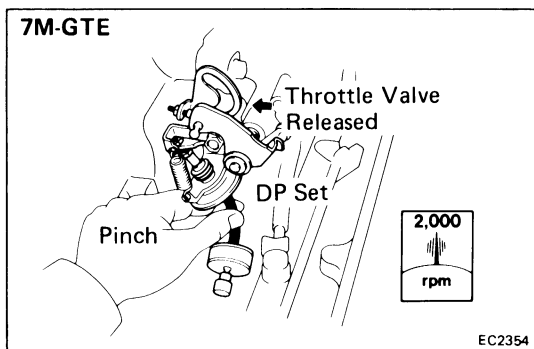 7M-GTE
Throttle Valve
Released
DP Set
Pinch
2,000
rpm
EC2354